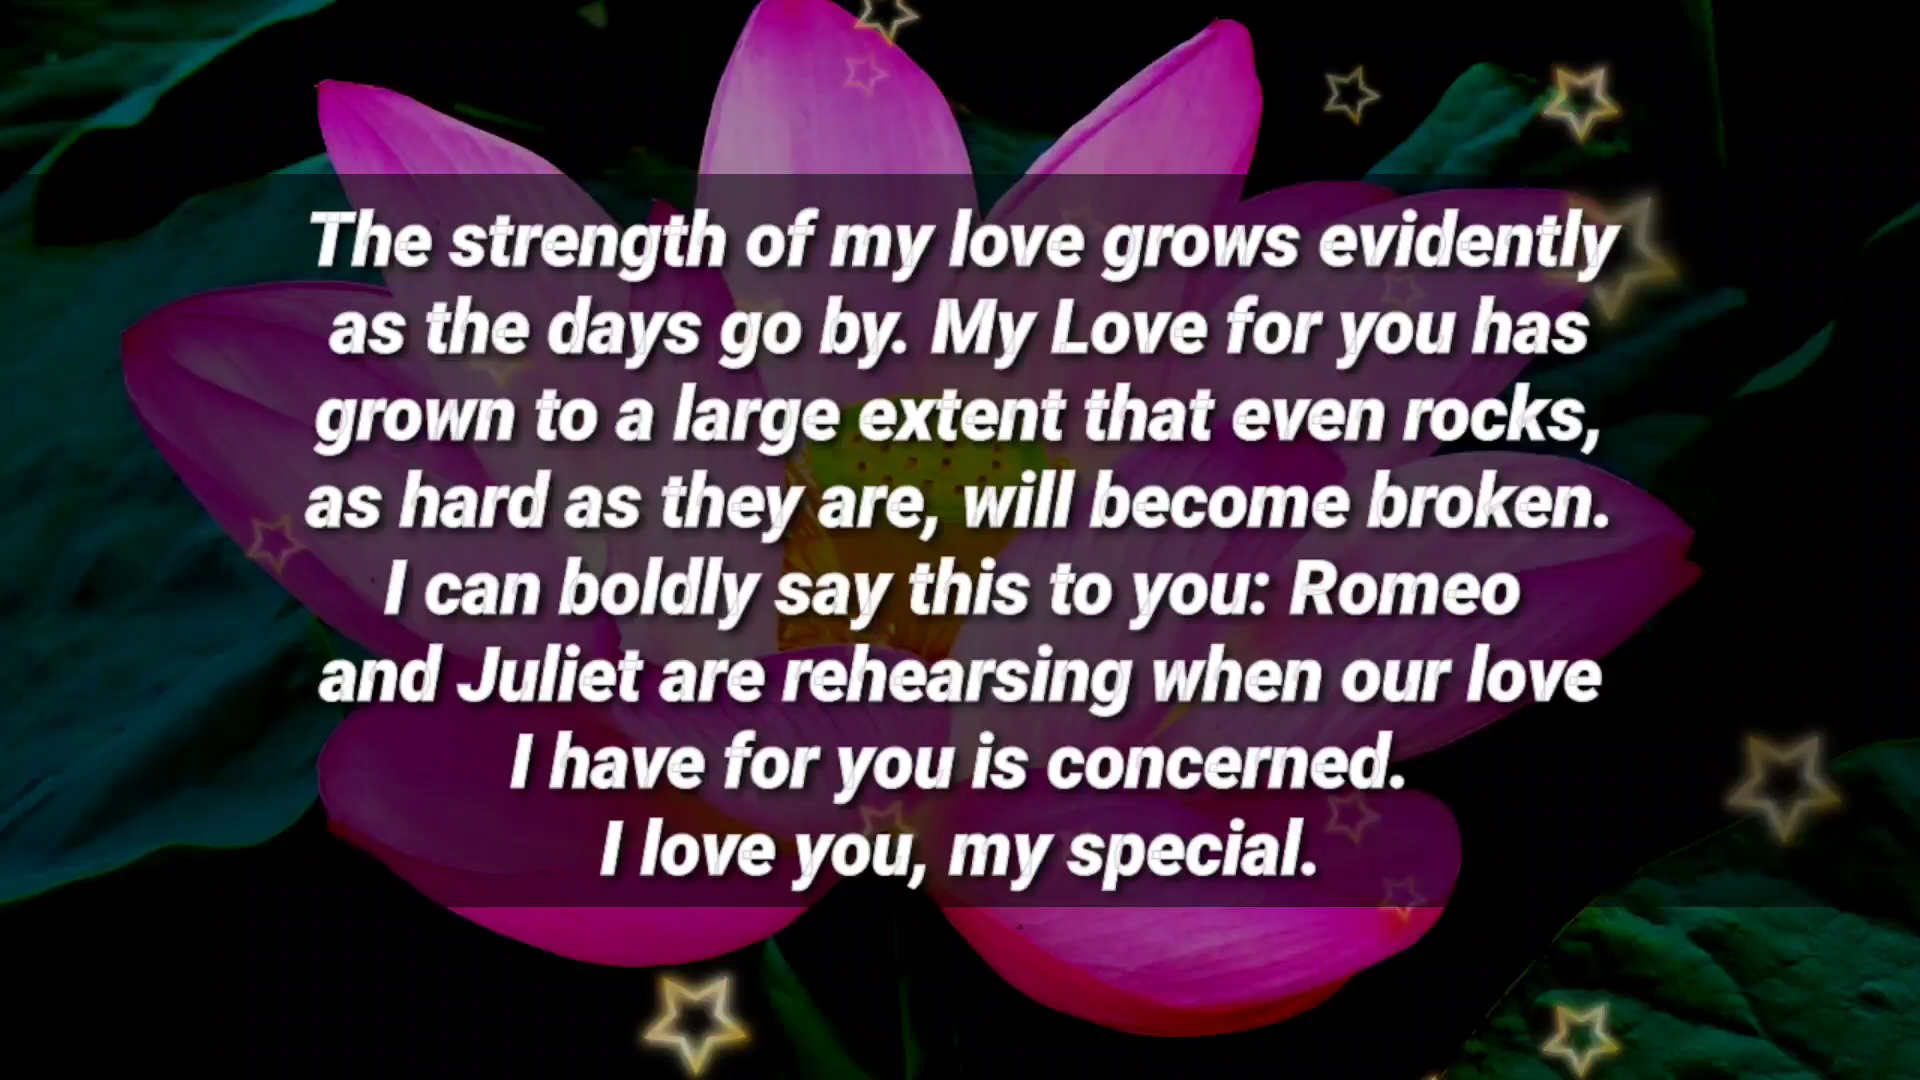 The strength of my love grows evidently
as the days go by. My Love for you has
grown to a large extent that even rocks,
as hard as they are, will become broken.
I can boldly say this to you: Romeo
and Juliet are rehearsing when our love
I have for you is concerned.
I love you, my special.